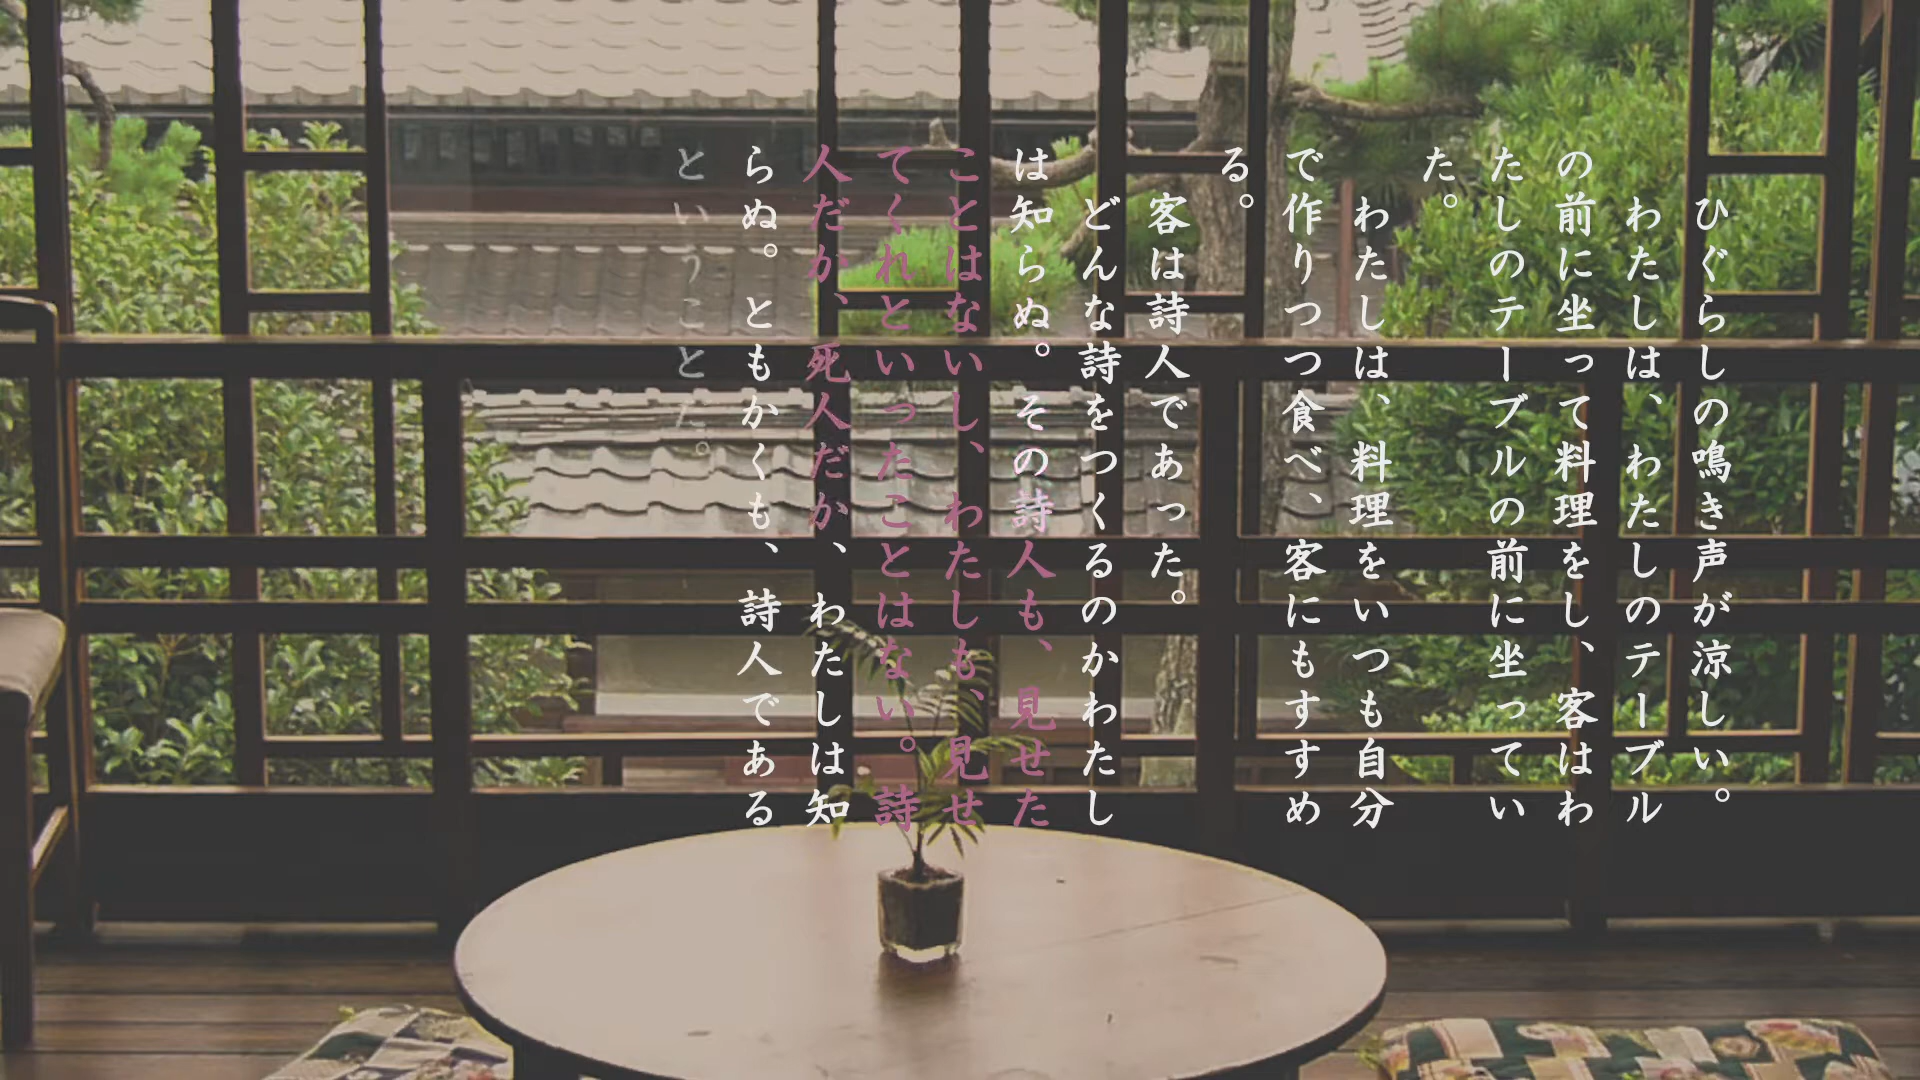 ひぐらしの鳴き声が涼しい。
わたしは、わたしのテーブル
の前に坐って料理をし、客はわ
たしのテーブルの前に坐ってい
た。
わたしは、料理をいつも自分
で作りつつ食べ、客にもすすめ
る。
客は詩人であった。
どんな詩をつくるのかわたし
は知らぬ。その詩人も、見せた
ことはないし、わたしも、見せ
てくれといったことはない。詩
人だか、死人だか、わたしは知
らぬ。ともかくも、詩人である
ということだ。